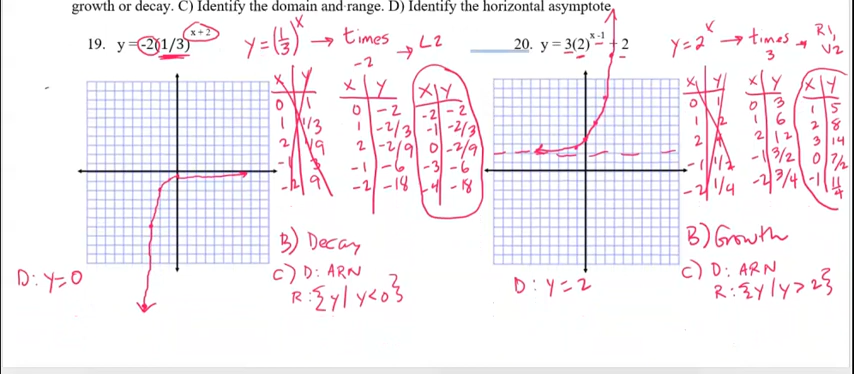 growth or decay. C) Identify the domain and range. D) Identify the horizontal asymptote.
19. y = -2(1/3)^(x+2)
y = (1/3)^x → times -2 → L2
x | y
0 | 1
1 | 1/3
2 | 1/9
-1 | 3
-2 | 9
x | y
0 | -2
1 | -2/3
2 | -2/9
-1 | -6
-2 | -18
x | y
-2 | -2
-1 | -2/3
0 | -2/9
-3 | -6
-4 | -18
B) Decay
C) D: ARN
R: {y | y<0}
D: y=0
20. y = 3(2)^(x-1) + 2
y = 2^x → times 3 → R1, U2
x | y
0 | 1
1 | 2
2 | 4
-1 | 1/2
-2 | 1/4
x | y
0 | 3
1 | 6
2 | 12
-1 | 3/2
-2 | 3/4
x | y
1 | 5
2 | 8
3 | 14
0 | 7/2
-1 | 11/4
B) Growth
C) D: ARN
R: {y | y>2}
D: y=2